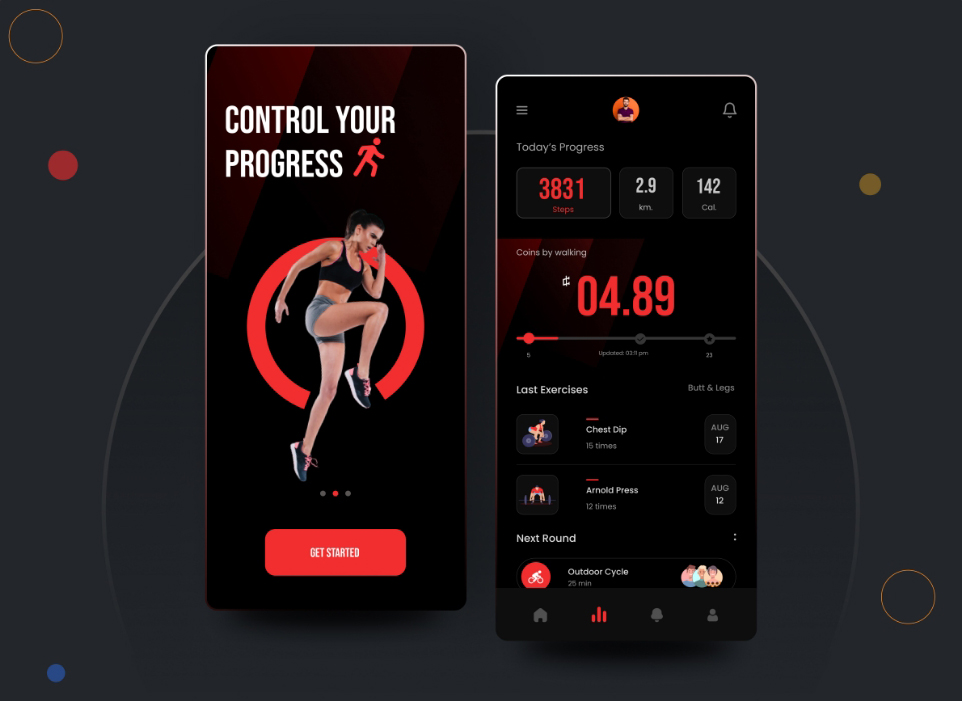 CONTROL YOUR
PROGRESS
GET STARTED
Today's Progress
3831
Steps
2.9
km.
142
Cal.
Coins by walking
₵ 04.89
5
Updated: 03:11 pm
23
Last Exercises
Butt & Legs
Chest Dip
15 times
AUG
17
Arnold Press
12 times
AUG
12
Next Round
Outdoor Cycle
25 min